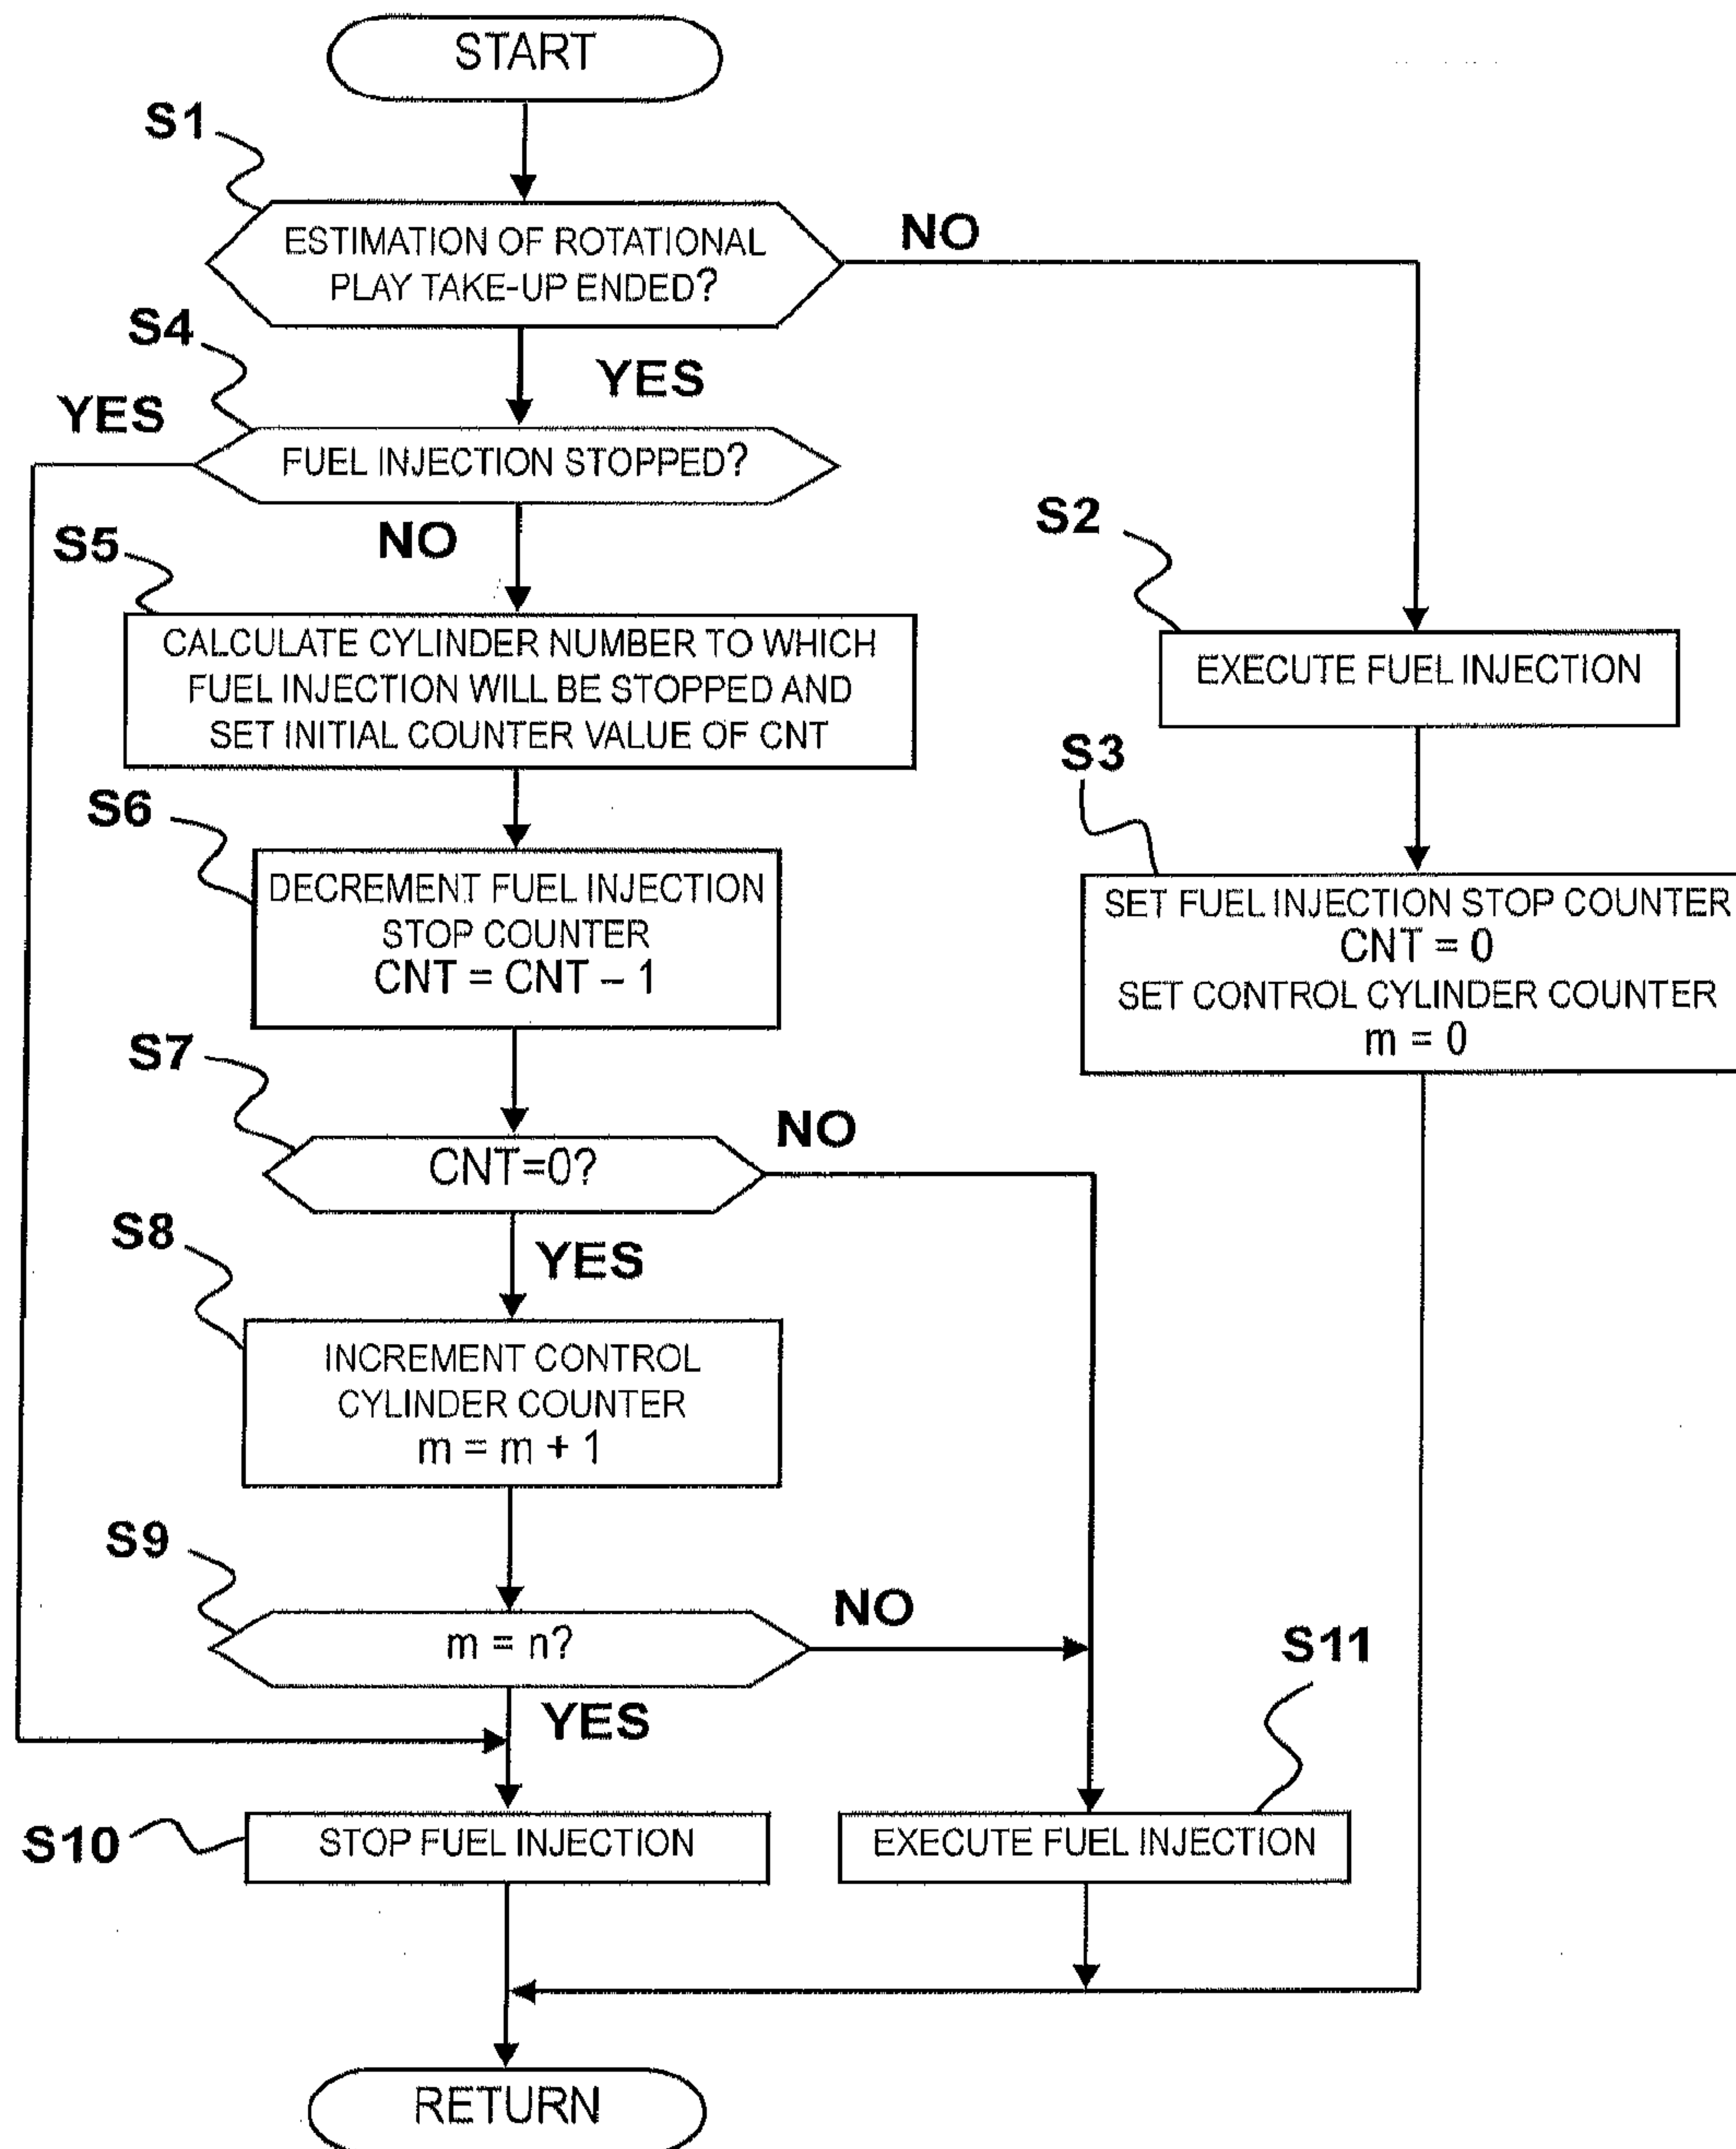 START
S1
ESTIMATION OF ROTATIONAL
PLAY TAKE-UP ENDED?
NO
S4
YES
YES
FUEL INJECTION STOPPED?
NO
S5
CALCULATE CYLINDER NUMBER TO WHICH
FUEL INJECTION WILL BE STOPPED AND
SET INITIAL COUNTER VALUE OF CNT
S2
EXECUTE FUEL INJECTION
S6
DECREMENT FUEL INJECTION
STOP COUNTER
CNT = CNT – 1
S3
SET FUEL INJECTION STOP COUNTER
CNT = 0
SET CONTROL CYLINDER COUNTER
m = 0
S7
CNT=0?
NO
S8
YES
INCREMENT CONTROL
CYLINDER COUNTER
m = m + 1
S9
m = n?
NO
YES
S11
S10
STOP FUEL INJECTION
EXECUTE FUEL INJECTION
RETURN